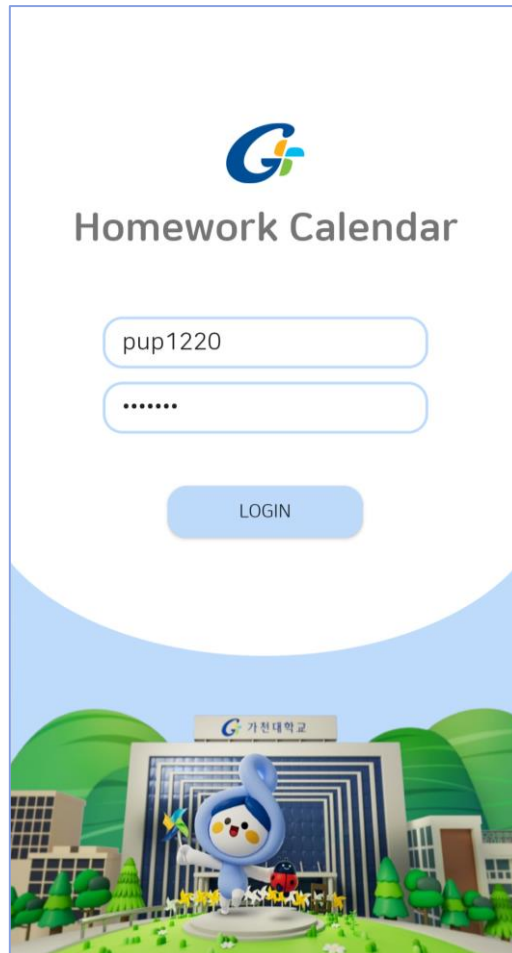 Homework Calendar
pup1220
•••••••
LOGIN
가천대학교